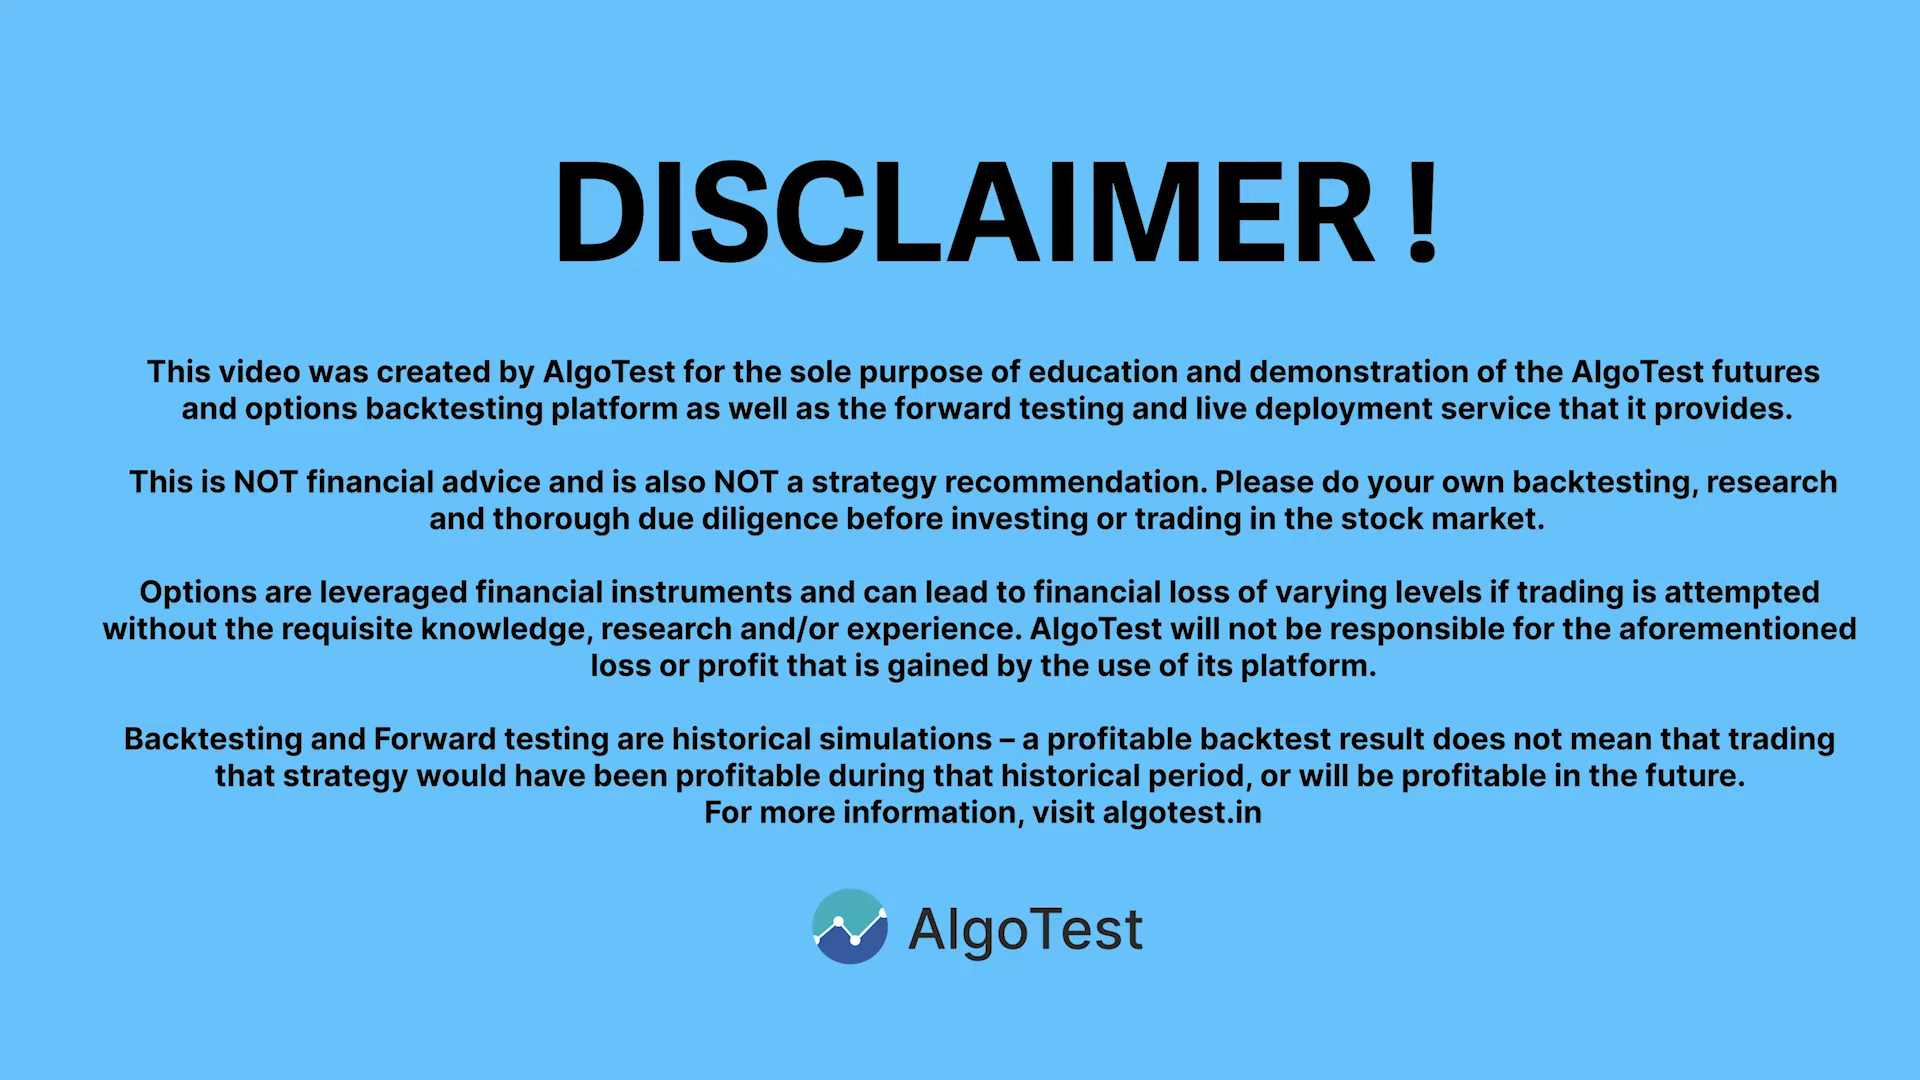 DISCLAIMER !
This video was created by AlgoTest for the sole purpose of education and demonstration of the AlgoTest futures
and options backtesting platform as well as the forward testing and live deployment service that it provides.
This is NOT financial advice and is also NOT a strategy recommendation. Please do your own backtesting, research
and thorough due diligence before investing or trading in the stock market.
Options are leveraged financial instruments and can lead to financial loss of varying levels if trading is attempted
without the requisite knowledge, research and/or experience. AlgoTest will not be responsible for the aforementioned
loss or profit that is gained by the use of its platform.
Backtesting and Forward testing are historical simulations – a profitable backtest result does not mean that trading
that strategy would have been profitable during that historical period, or will be profitable in the future.
For more information, visit algotest.in
AlgoTest